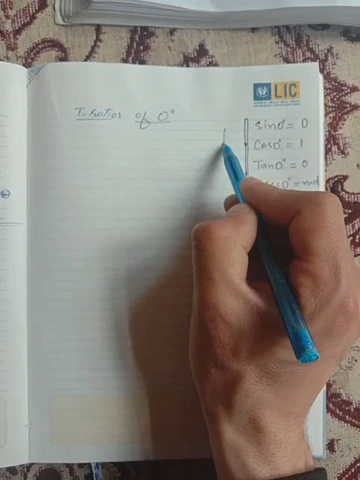 T-Ratios of 0°
LIC
sin0° = 0
Cos0° = 1
Tan0° = 0